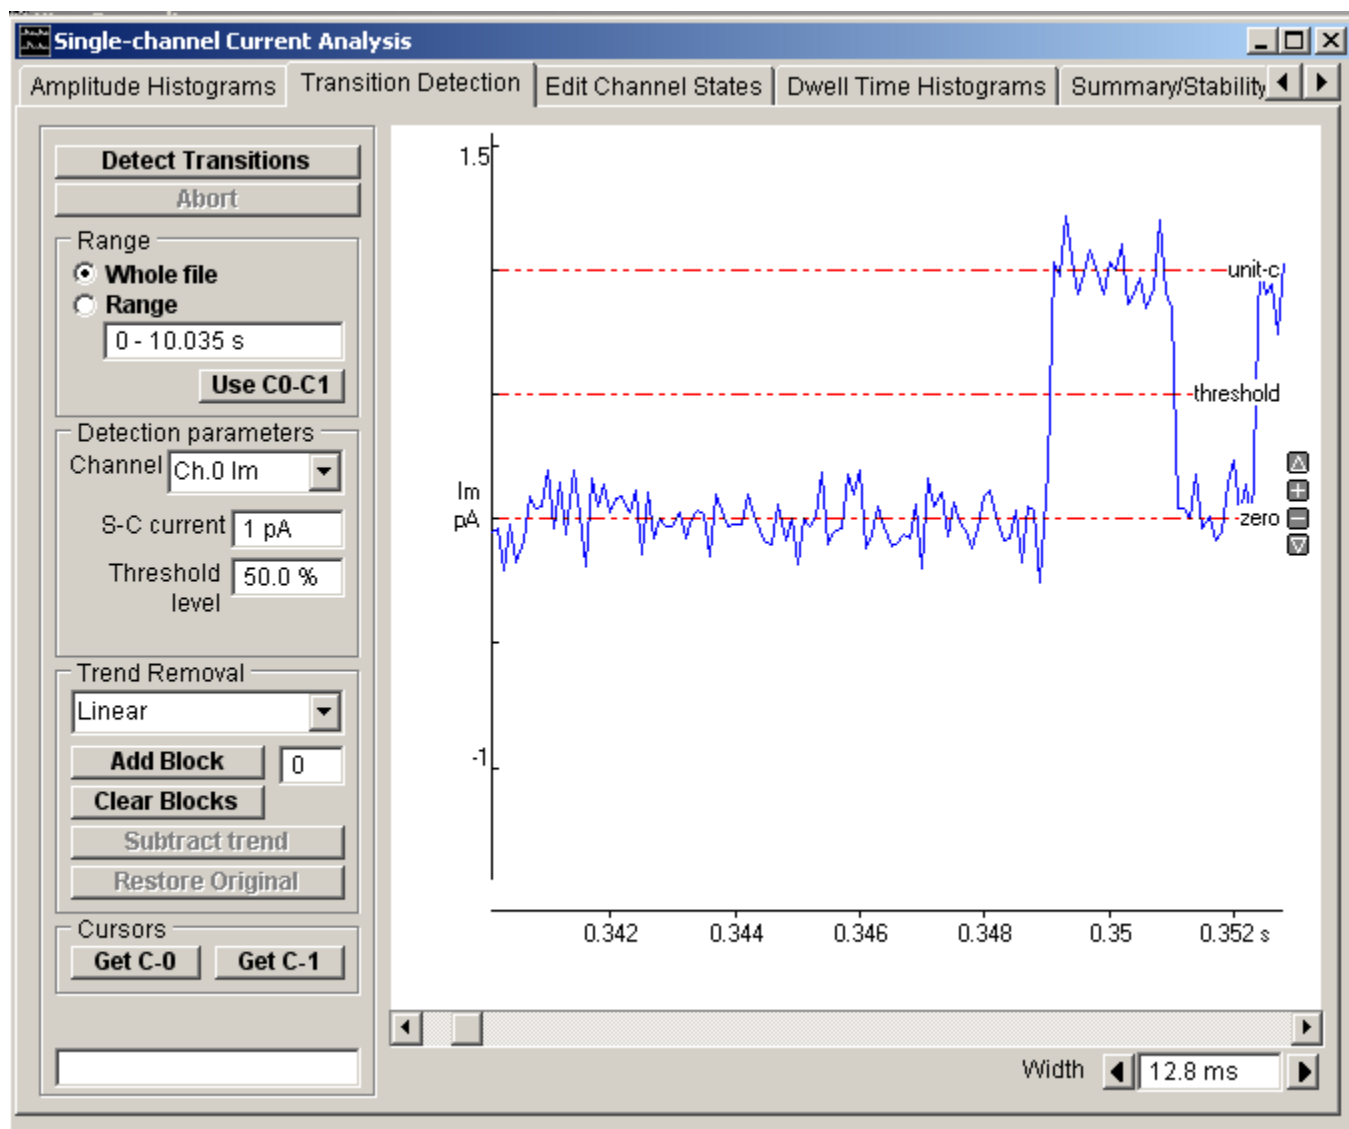 Single-channel Current Analysis
Amplitude Histograms Transition Detection Edit Channel States Dwell Time Histograms Summary/Stability
Detect Transitions
Abort
Range
Whole file
Range
0 - 10.035 s
Use C0-C1
Detection parameters
Channel Ch.0 Im
S-C current 1 pA
Threshold level 50.0 %
Trend Removal
Linear
Add Block 0
Clear Blocks
Subtract trend
Restore Original
Cursors
Get C-0 Get C-1
1.5
unit-c
threshold
Im
pA
zero
-1
0.342 0.344 0.346 0.348 0.35 0.352 s
Width 12.8 ms